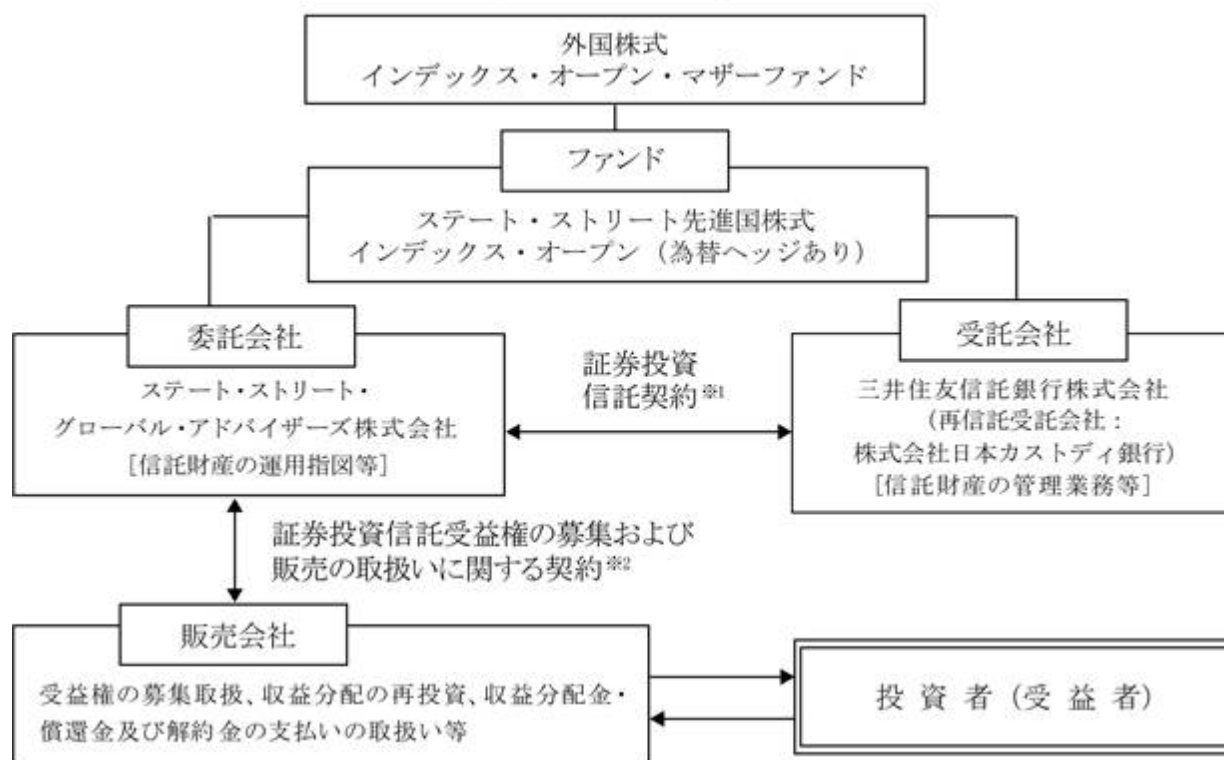 外国株式
インデックス・オープン・マザーファンド
ファンド
ステート・ストリート先進国株式
インデックス・オープン（為替ヘッジあり）
委託会社
ステート・ストリート・
グローバル・アドバイザーズ株式会社
［信託財産の運用指図等］
証券投資
信託契約※1
受託会社
三井住友信託銀行株式会社
（再信託受託会社：
株式会社日本カストディ銀行）
［信託財産の管理業務等］
証券投資信託受益権の募集および
販売の取扱いに関する契約※2
販売会社
受益権の募集取扱、収益分配の再投資、収益分配金・
償還金及び解約金の支払いの取扱い等
投資者（受益者）